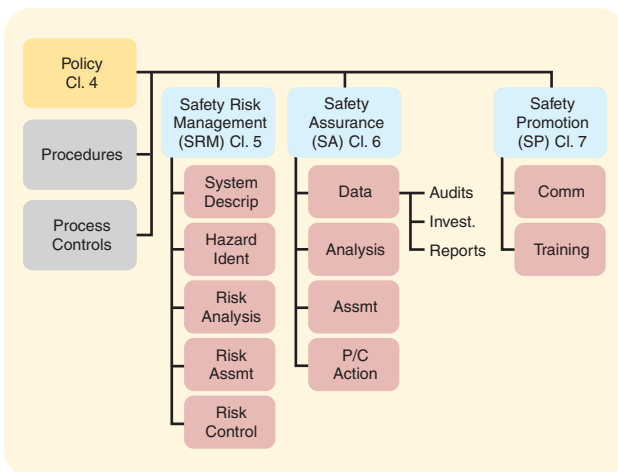 Policy
Cl. 4
Procedures
Process
Controls
Safety Risk
Management
(SRM) Cl. 5
System
Descrip
Hazard
Ident
Risk
Analysis
Risk
Assmt
Risk
Control
Safety
Assurance
(SA) Cl. 6
Data
Audits
Invest.
Reports
Analysis
Assmt
P/C
Action
Safety
Promotion
(SP) Cl. 7
Comm
Training